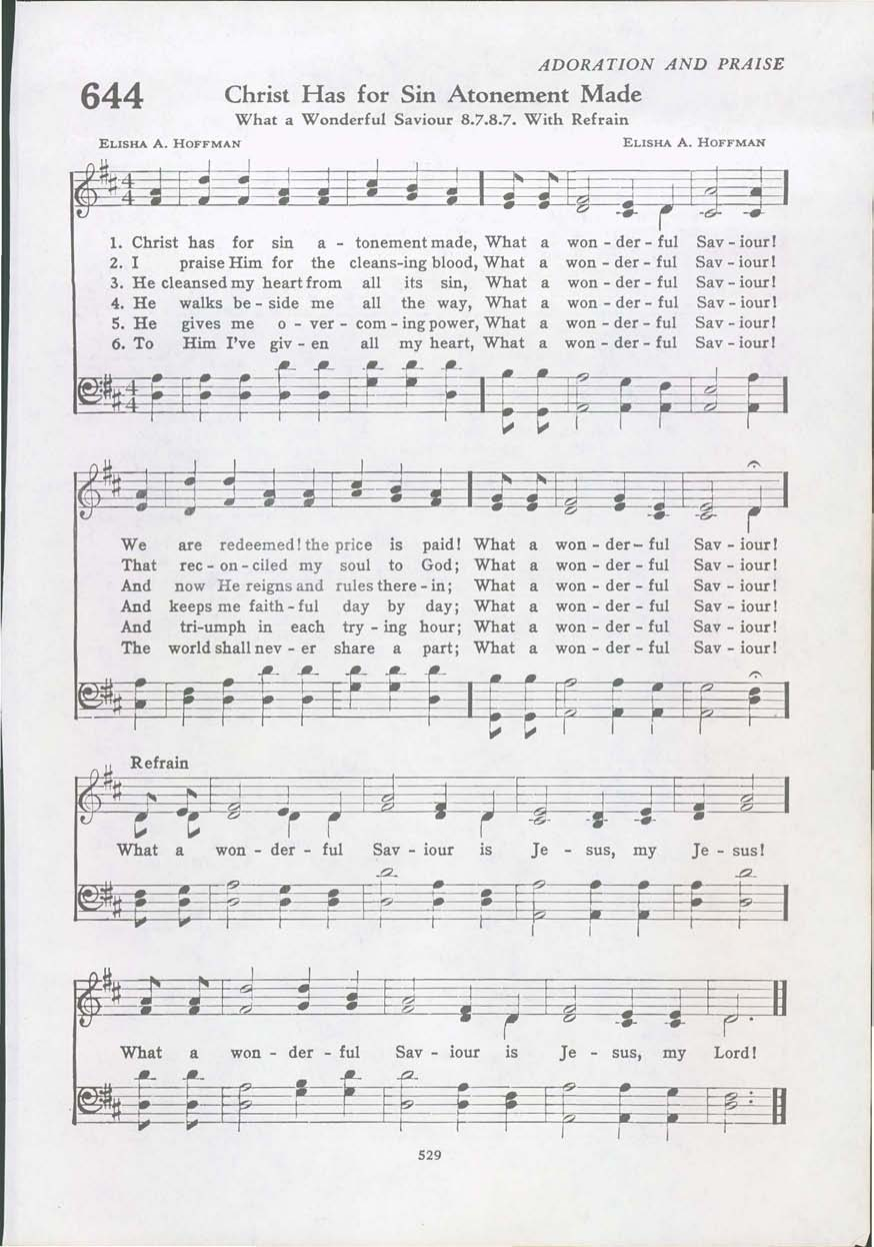 ADORATION AND PRAISE
644 Christ Has for Sin Atonement Made
What a Wonderful Saviour 8.7.8.7. With Refrain
ELISHA A. HOFFMAN ELISHA A. HOFFMAN
1. Christ has for sin a - tonement made, What a won - der - ful Sav - iour!
2. I praise Him for the cleans-ing blood, What a won - der - ful Sav - iour!
3. He cleansed my heart from all its sin, What a won - der - ful Sav - iour!
4. He walks be - side me all the way, What a won - der - ful Sav - iour!
5. He gives me o - ver - com - ing power, What a won - der - ful Sav - iour!
6. To Him I've giv - en all my heart, What a won - der - ful Sav - iour!
We are redeemed! the price is paid! What a won - der - ful Sav - iour!
That rec - on - ciled my soul to God; What a won - der - ful Sav - iour!
And now He reigns and rules there - in; What a won - der - ful Sav - iour!
And keeps me faith - ful day by day; What a won - der - ful Sav - iour!
And tri-umph in each try - ing hour; What a won - der - ful Sav - iour!
The world shall nev - er share a part; What a won - der - ful Sav - iour!
Refrain
What a won - der - ful Sav - iour is Je - sus, my Je - sus!
What a won - der - ful Sav - iour is Je - sus, my Lord!
529